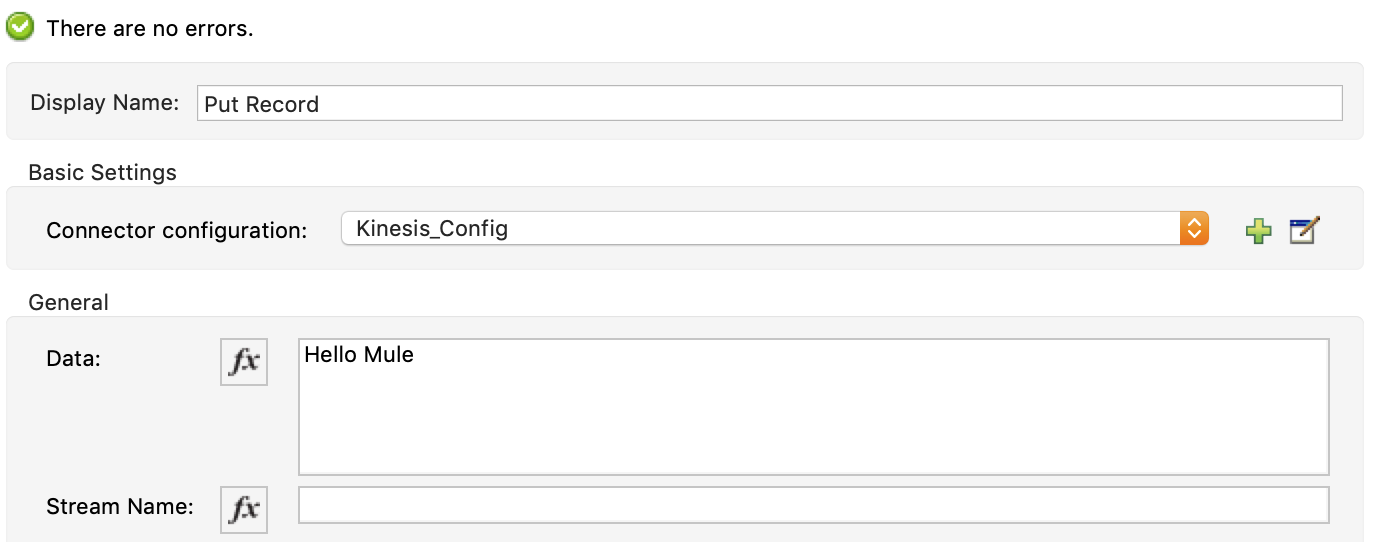 There are no errors.
Display Name: Put Record
Basic Settings
Connector configuration: Kinesis_Config
General
Data: fx Hello Mule
Stream Name: fx